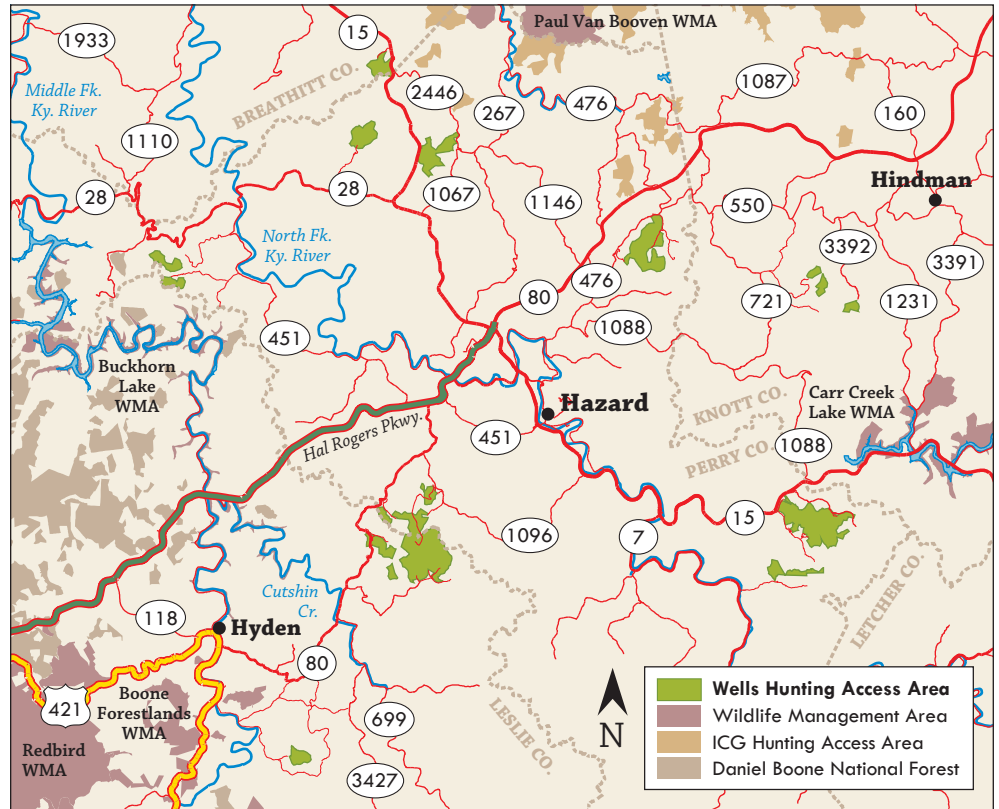 Paul Van Booven WMA
15
1933
Middle Fk.
Ky. River
BREATHITT CO.
2446
267
476
1087
160
1110
28
28
1067
1146
550
Hindman
North Fk.
Ky. River
3392
3391
476
80
721
1231
451
1088
Buckhorn
Lake
WMA
Hal Rogers Pkwy.
Hazard
KNOTT CO.
PERRY CO.
Carr Creek
Lake WMA
451
1088
1096
7
15
Cutshin
Cr.
LETCHER CO.
118
Hyden
80
421
Boone
Forestlands
WMA
Redbird
WMA
699
3427
LESLIE CO.
N
Wells Hunting Access Area
Wildlife Management Area
ICG Hunting Access Area
Daniel Boone National Forest